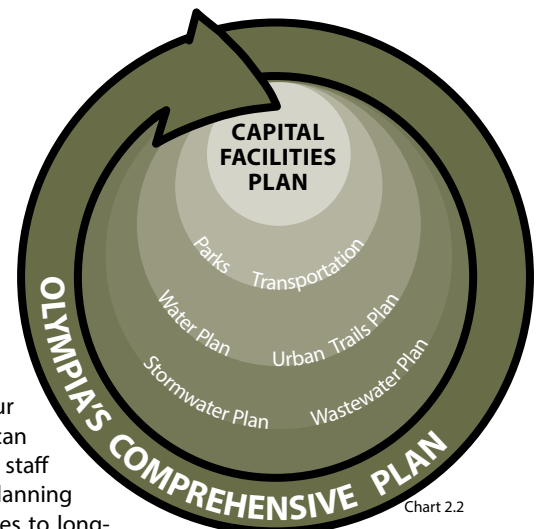 CAPITAL
FACILITIES
PLAN
Parks Transportation
Water Plan Urban Trails Plan
Stormwater Plan Wastewater Plan
OLYMPIA'S COMPREHENSIVE PLAN
ur
can
staff
lanning
es to long-
Chart 2.2